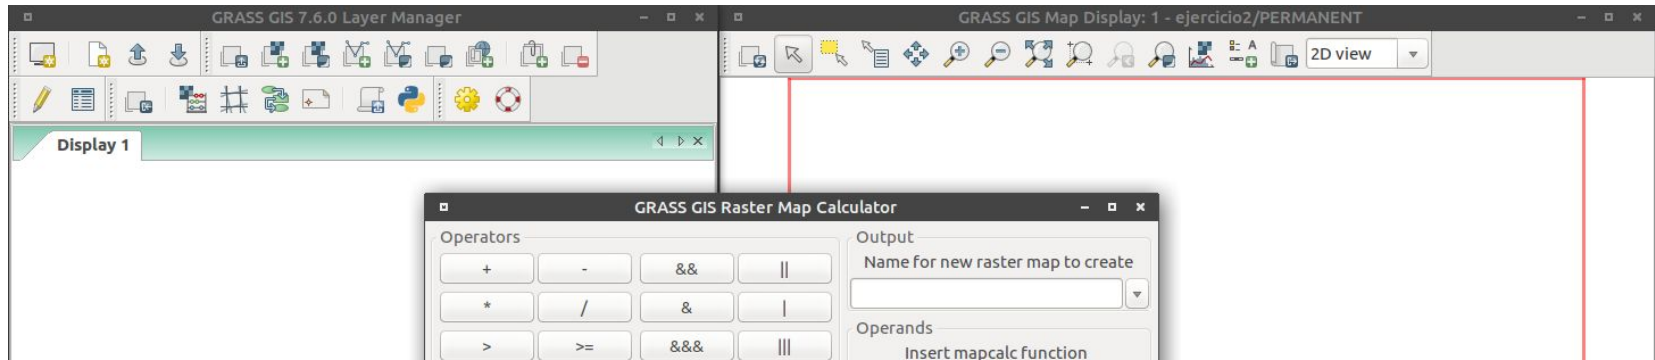 GRASS GIS 7.6.0 Layer Manager
GRASS GIS Map Display: 1 - ejercicio2/PERMANENT
2D view
Display 1
GRASS GIS Raster Map Calculator
Operators
Output
+ - && ||
Name for new raster map to create
* / & |
Operands
> >= &&& |||
Insert mapcalc function